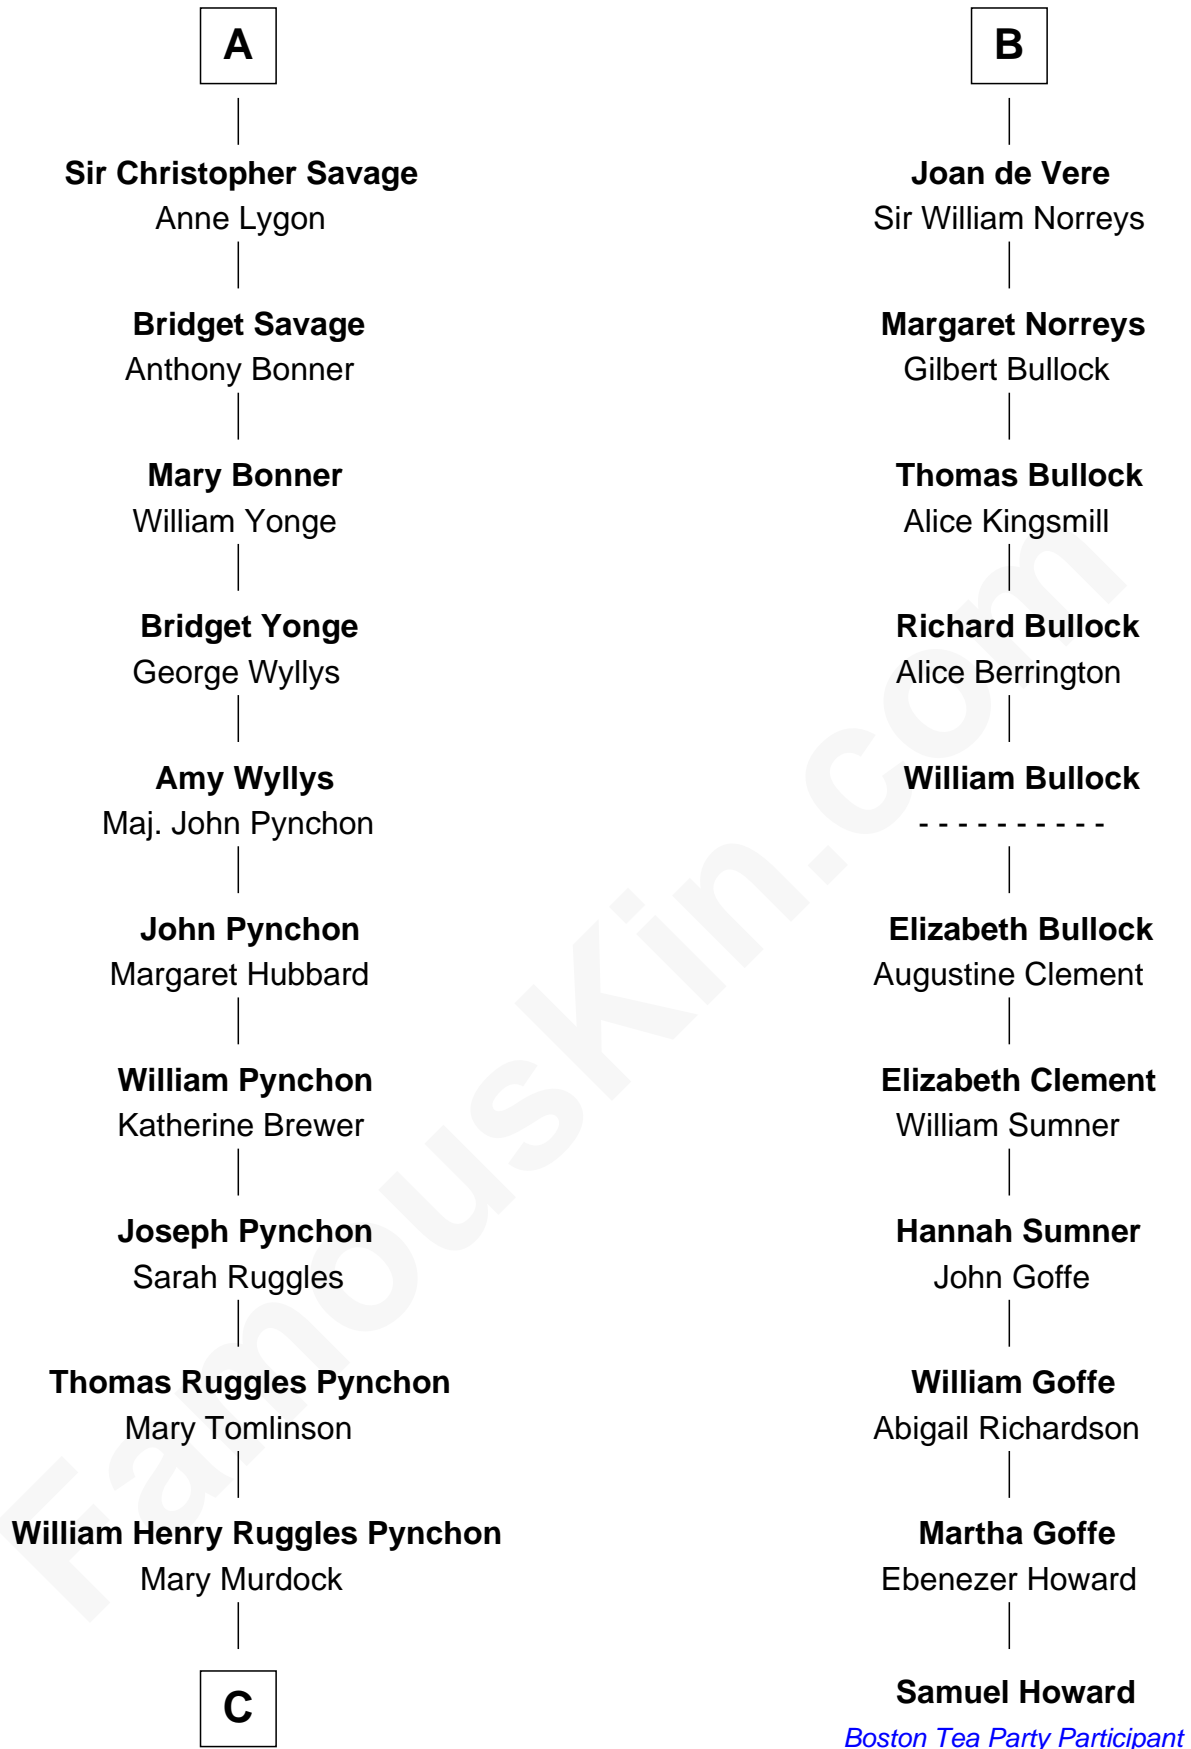 A
Sir Christopher Savage
Anne Lygon
Bridget Savage
Anthony Bonner
Mary Bonner
William Yonge
Bridget Yonge
George Wyllys
Amy Wyllys
Maj. John Pynchon
John Pynchon
Margaret Hubbard
William Pynchon
Katherine Brewer
Joseph Pynchon
Sarah Ruggles
Thomas Ruggles Pynchon
Mary Tomlinson
William Henry Ruggles Pynchon
Mary Murdock
C
B
Joan de Vere
Sir William Norreys
Margaret Norreys
Gilbert Bullock
Thomas Bullock
Alice Kingsmill
Richard Bullock
Alice Berrington
William Bullock
- - - - - - - - - -
Elizabeth Bullock
Augustine Clement
Elizabeth Clement
William Sumner
Hannah Sumner
John Goffe
William Goffe
Abigail Richardson
Martha Goffe
Ebenezer Howard
Samuel Howard
Boston Tea Party Participant
FamousKin.com